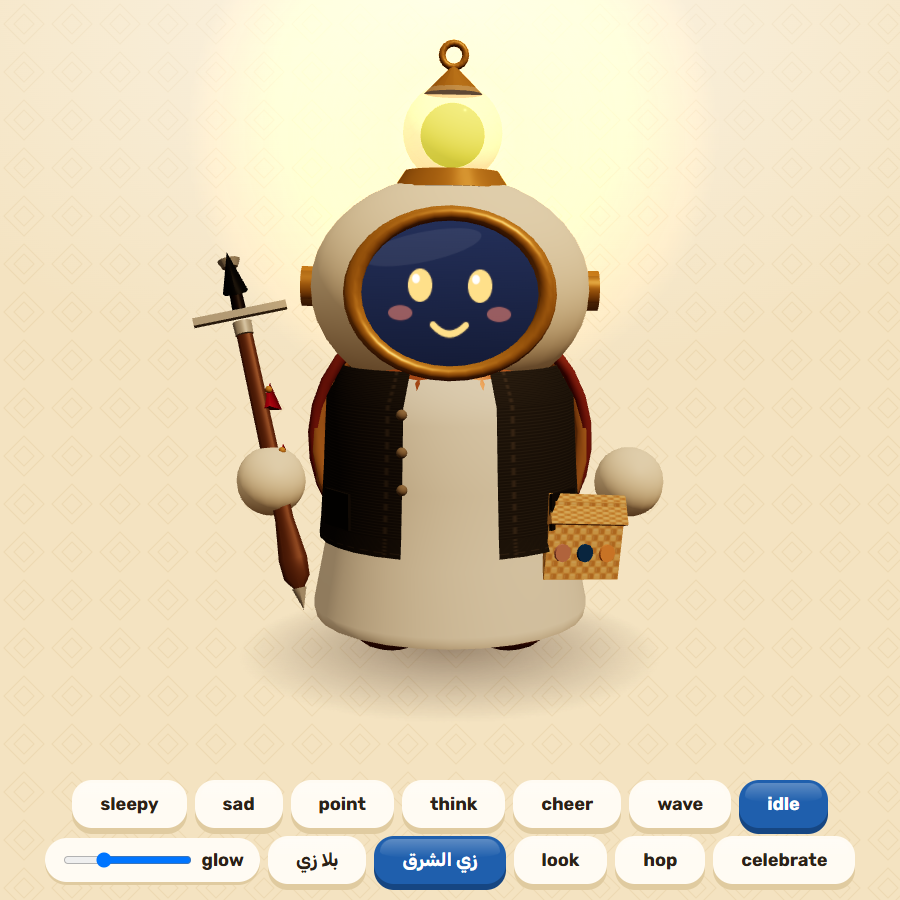 sleepy sad point think cheer wave idle
glow بلا زي زي الشرق look hop celebrate